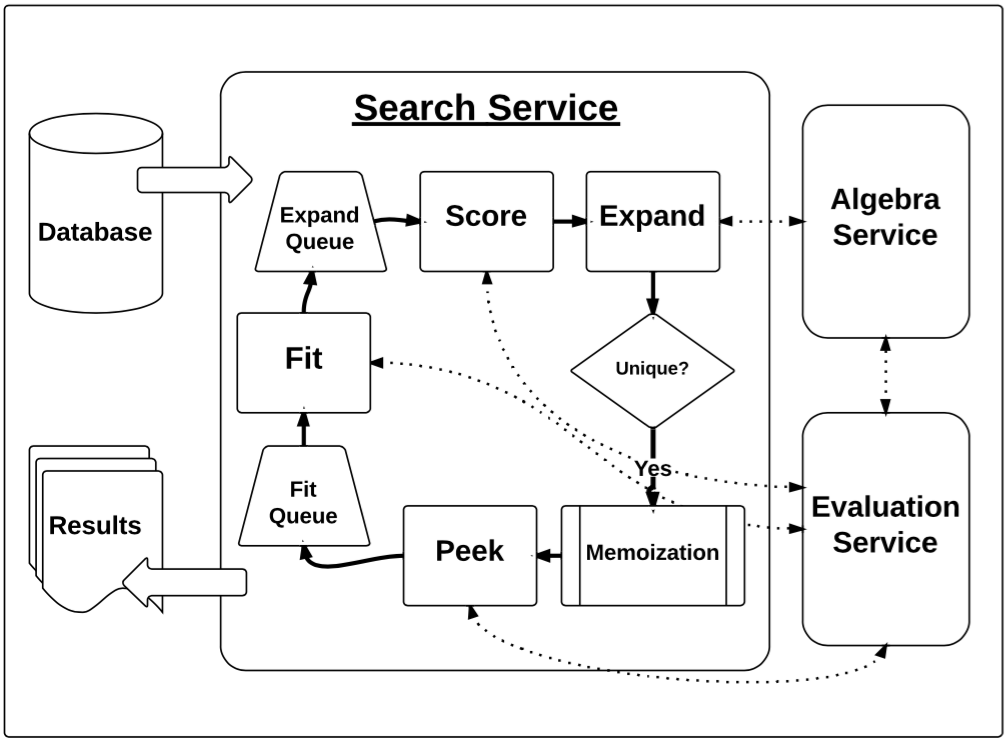 Search Service
Database
Expand
Queue
Score
Expand
Algebra
Service
Fit
Unique?
Yes
Fit
Queue
Results
Peek
Memoization
Evaluation
Service